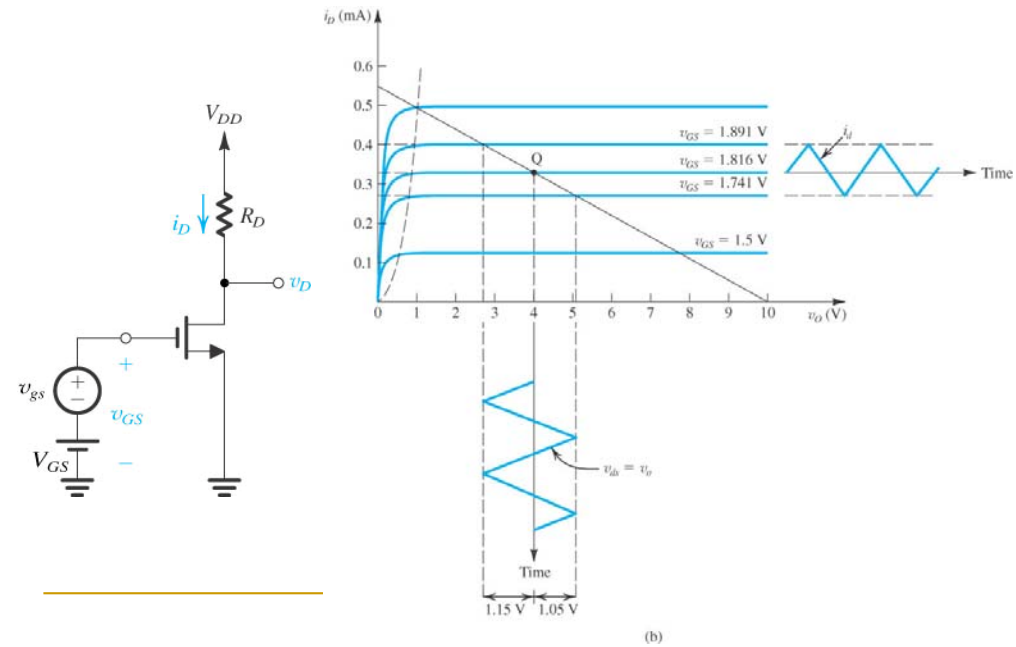 V_DD
i_D
R_D
v_D
+
v_gs
+
−
v_GS
V_GS
−
i_D (mA)
0.6
0.5
0.4
0.3
0.2
0.1
v_GS = 1.891 V
v_GS = 1.816 V
v_GS = 1.741 V
v_GS = 1.5 V
Q
0 1 2 3 4 5 6 7 8 9 10 v_O (V)
i_d
Time
v_ds = v_o
Time
1.15 V 1.05 V
(b)